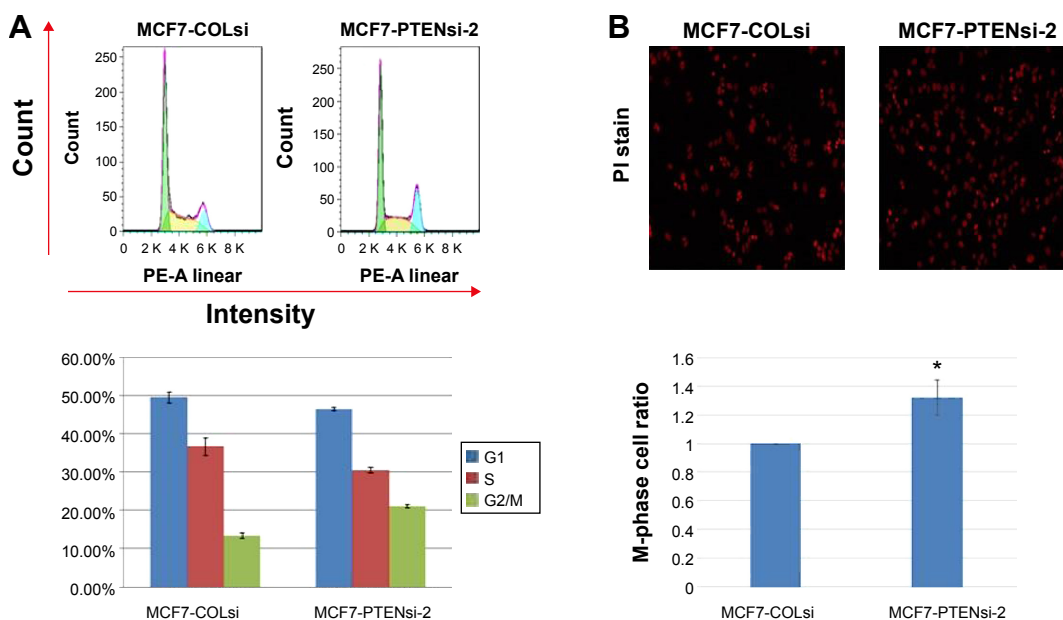 A
MCF7-COLsi
MCF7-PTENsi-2
Count
Count
250
200
150
100
50
0
0 2 K 4 K 6 K 8 K
PE-A linear
Count
250
200
150
100
50
0
0 2 K 4 K 6 K 8 K
PE-A linear
Intensity
60.00%
50.00%
40.00%
30.00%
20.00%
10.00%
0.00%
MCF7-COLsi
MCF7-PTENsi-2
G1
S
G2/M
B
MCF7-COLsi
MCF7-PTENsi-2
PI stain
M-phase cell ratio
1.6
1.4
1.2
1
0.8
0.6
0.4
0.2
0
*
MCF7-COLsi
MCF7-PTENsi-2